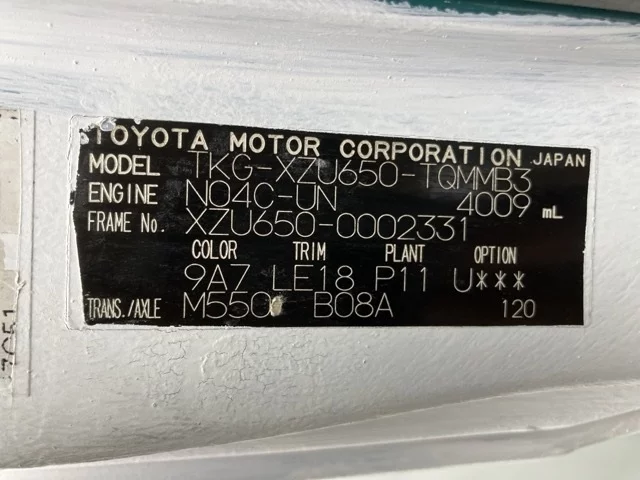 TOYOTA MOTOR CORPORATION JAPAN
MODEL TKG-XZU650-TQMMB3
ENGINE N04C-UN 4009 mL
FRAME No. XZU650-0002331
COLOR TRIM PLANT OPTION
9A7 LE18 P11 U***
TRANS./AXLE M550 B08A 120